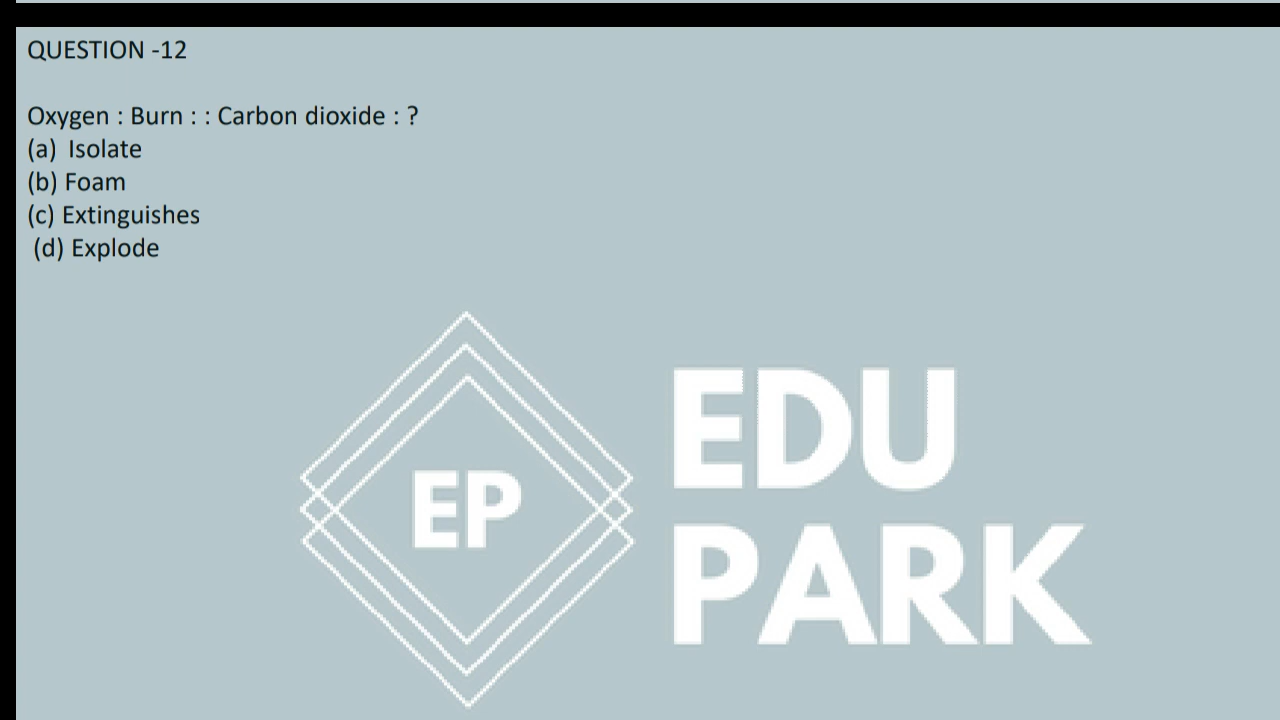 QUESTION -12
Oxygen : Burn : : Carbon dioxide : ?
(a) Isolate
(b) Foam
(c) Extinguishes
(d) Explode
EP
EDU
PARK